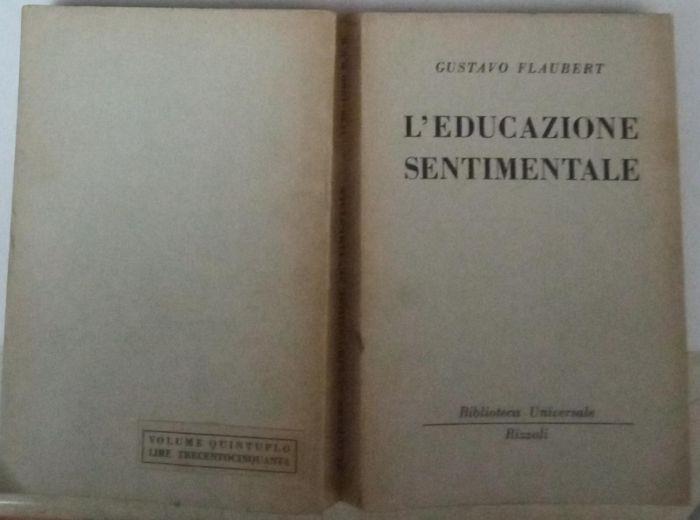 GUSTAVO FLAUBERT
L'EDUCAZIONE
SENTIMENTALE
Biblioteca Universale
Rizzoli
VOLUME QUINTUPLO
LIRE TRECENTOCINQUANTA